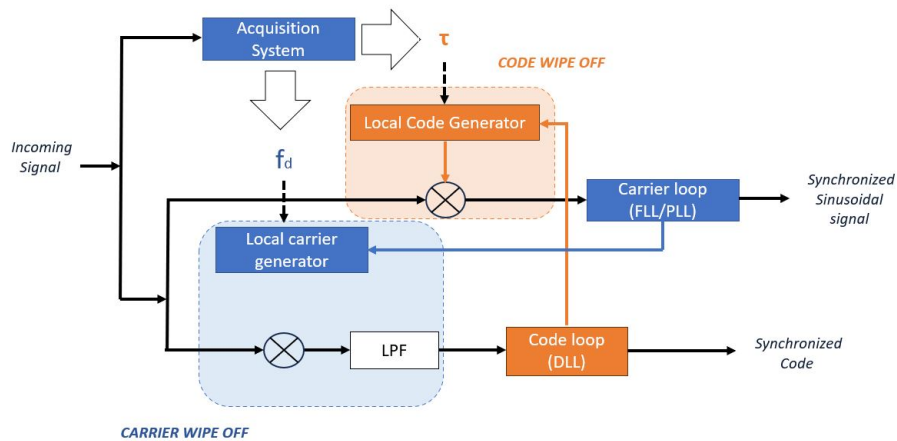 Acquisition
System
τ
CODE WIPE OFF
Local Code Generator
Incoming
Signal
fd
Carrier loop
(FLL/PLL)
Synchronized
Sinusoidal
signal
Local carrier
generator
LPF
Code loop
(DLL)
Synchronized
Code
CARRIER WIPE OFF